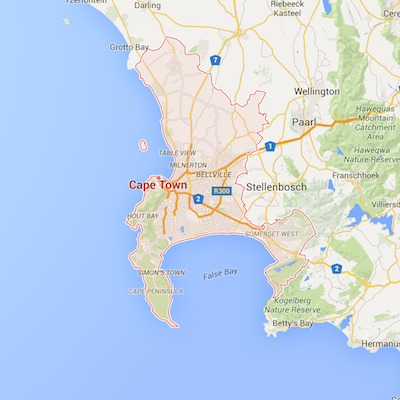 Yzerfontein
Darling
Riebeeck
Kasteel
Grotto Bay
7
Wellington
Paarl
Hawequas
Mountain
Catchment
Area
1
TABLE VIEW
MILNERTON
Hawequa
Nature Reserve
BELLVILLE
Franschhoek
Cape Town
R300
Stellenbosch
2
Villiersd
HOUT BAY
SOMERSET WEST
SIMON'S TOWN
False Bay
2
CAPE PENINSULA
Kogelberg
Nature Reserve
Betty's Bay
Hermanus